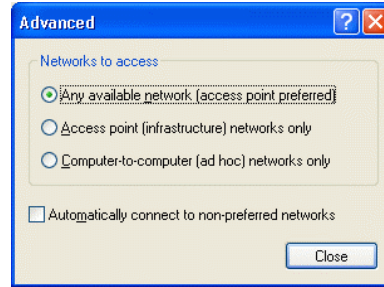 Advanced
Networks to access
Any available network (access point preferred)
Access point (infrastructure) networks only
Computer-to-computer (ad hoc) networks only
Automatically connect to non-preferred networks
Close